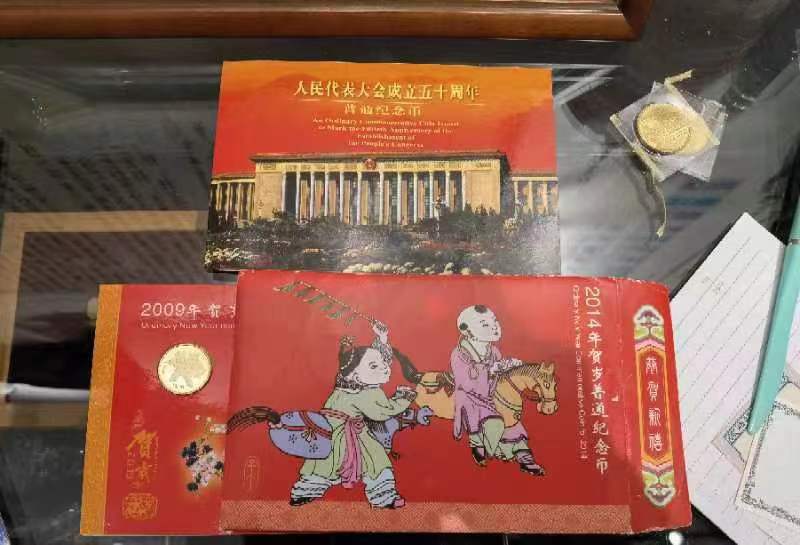 人民代表大会成立五十周年
普通纪念币
An Ordinary Commemorative Coin Issued
to Mark the Fiftieth Anniversary of the
Establishment of
the People's Congress
2009年贺
Ordinary New Year
贺岁
2014年贺岁普通纪念币
恭贺新禧